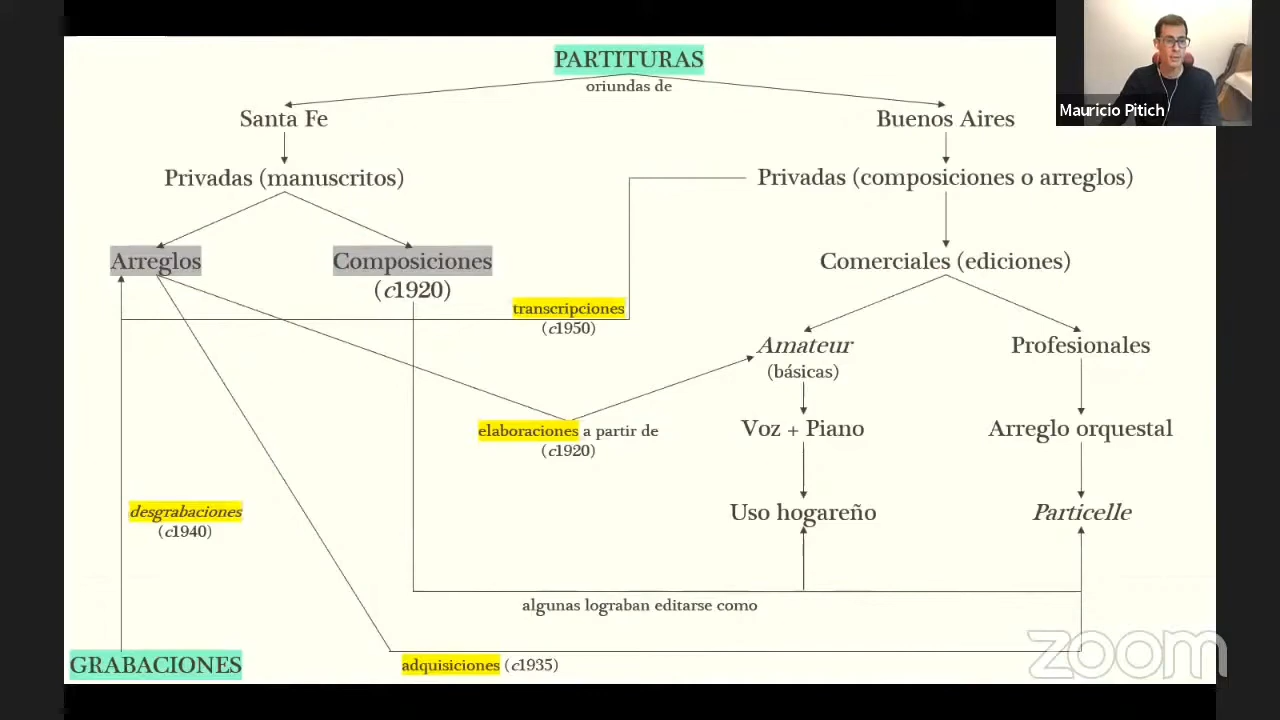 PARTITURAS
oriundas de
Mauricio Pitich
Santa Fe
Buenos Aires
Privadas (manuscritos)
Privadas (composiciones o arreglos)
Arreglos
Composiciones
(c1920)
Comerciales (ediciones)
transcripciones
(c1950)
Amateur
(básicas)
Profesionales
elaboraciones a partir de
(c1920)
Voz + Piano
Arreglo orquestal
desgrabaciones
(c1940)
Uso hogareño
Particelle
algunas lograban editarse como
GRABACIONES
adquisiciones (c1935)
zoom